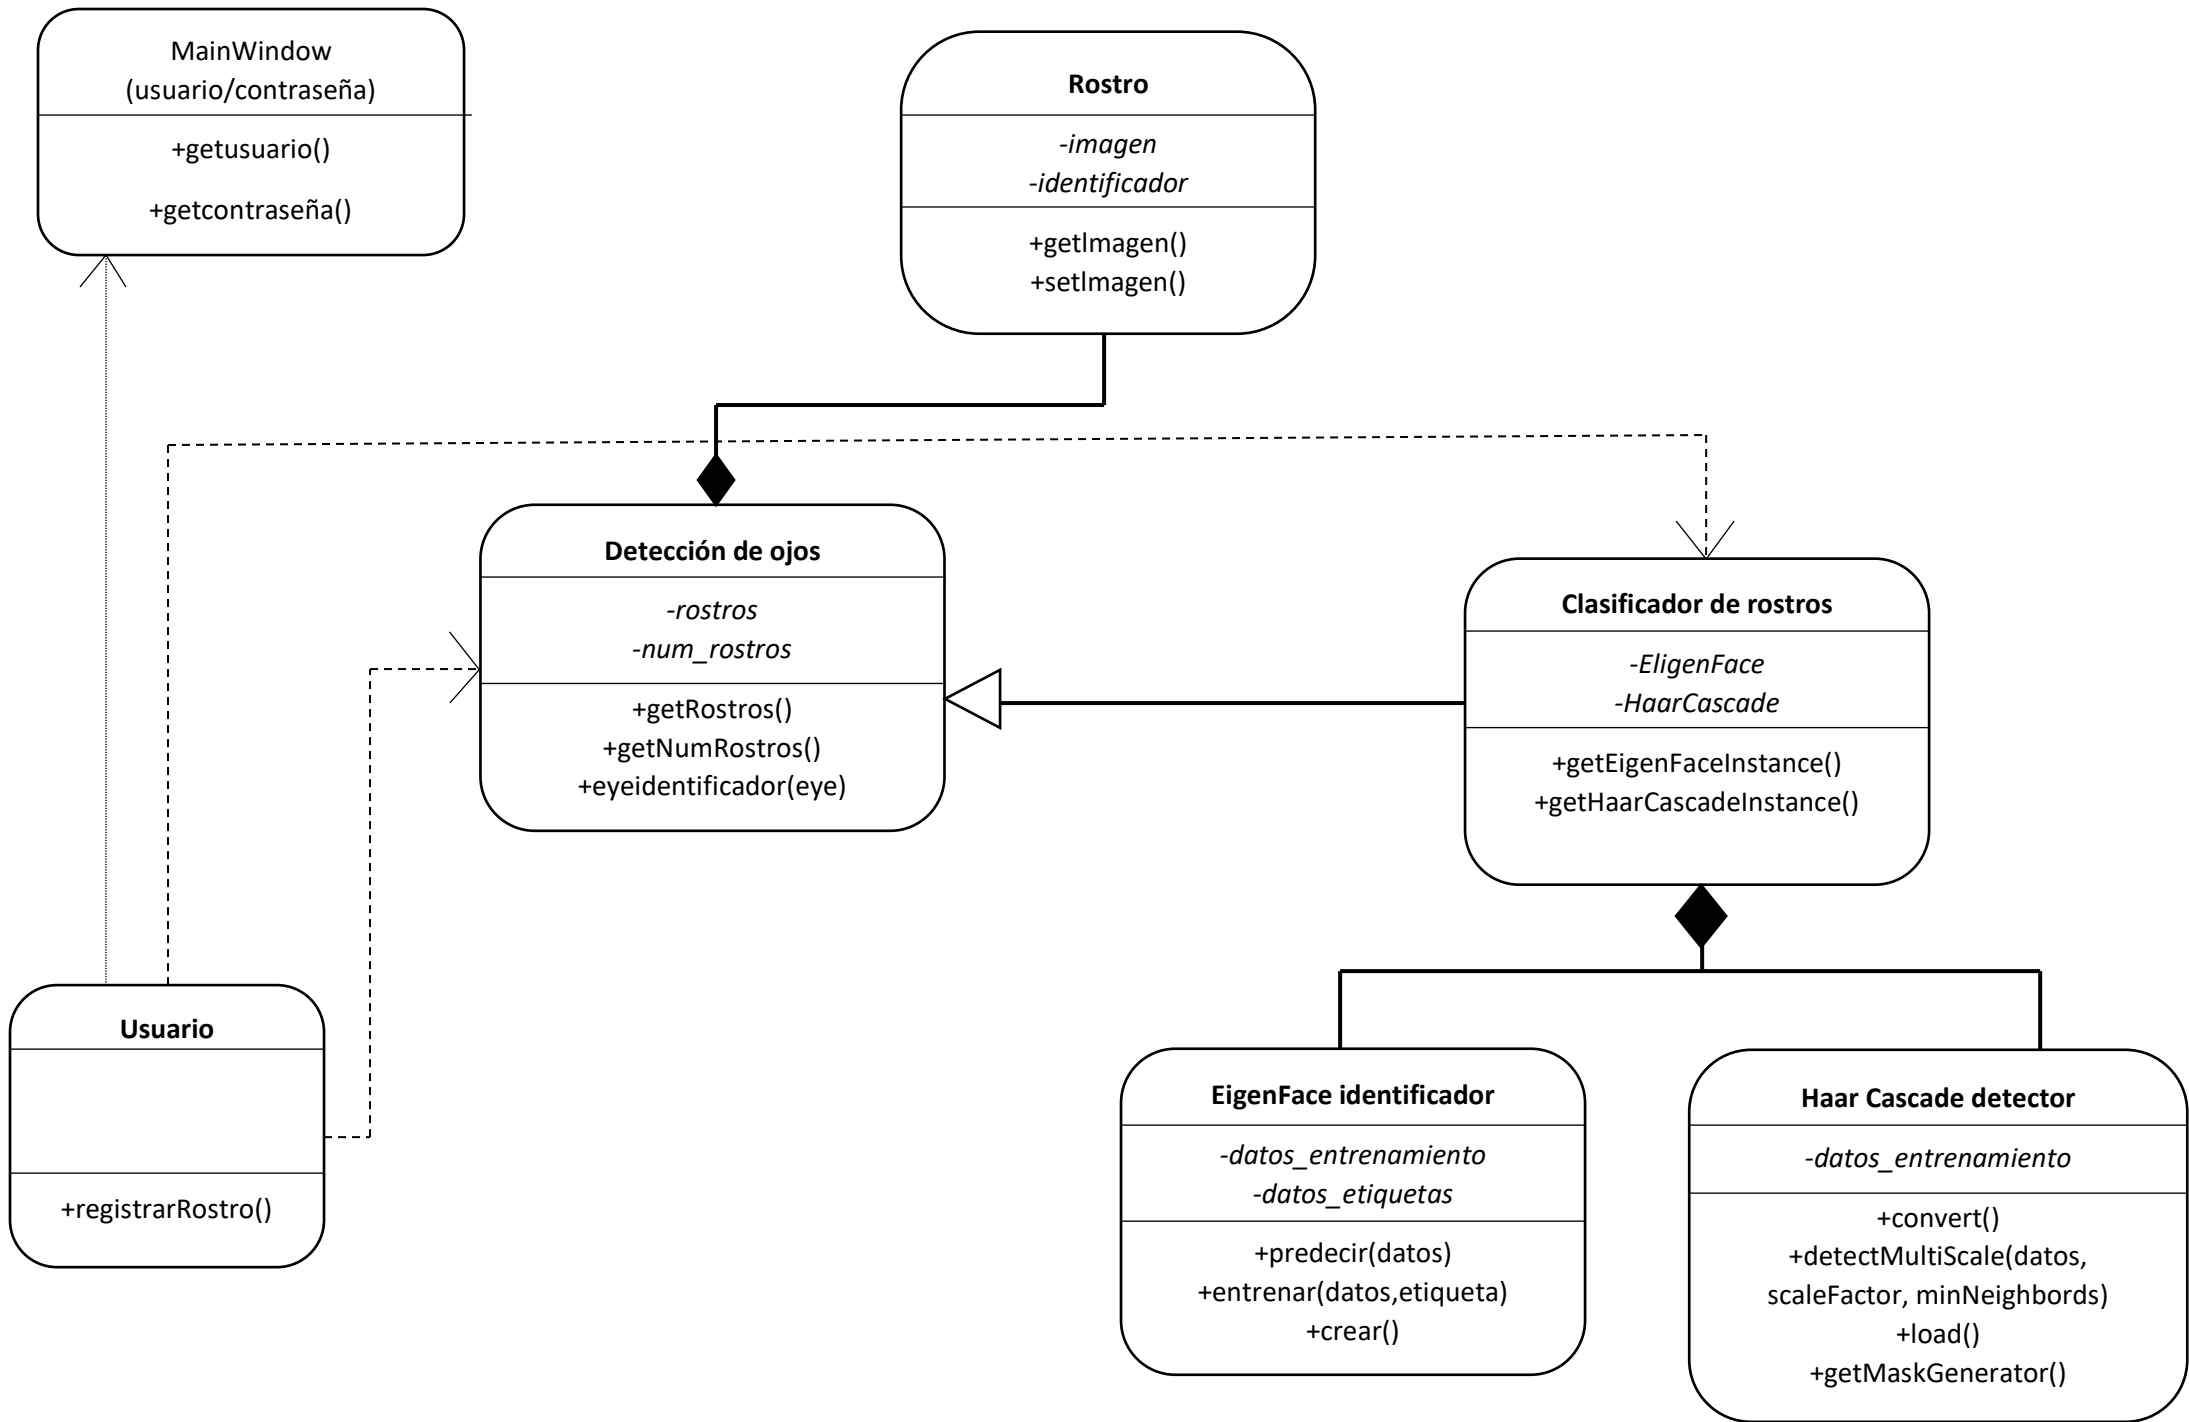 MainWindow
(usuario/contraseña)
+getusuario()
+getcontraseña()
Rostro
-imagen
-identificador
+getImagen()
+setImagen()
Detección de ojos
-rostros
-num_rostros
+getRostros()
+getNumRostros()
+eyeidentificador(eye)
Clasificador de rostros
-EligenFace
-HaarCascade
+getEigenFaceInstance()
+getHaarCascadeInstance()
Usuario
+registrarRostro()
EigenFace identificador
-datos_entrenamiento
-datos_etiquetas
+predecir(datos)
+entrenar(datos,etiqueta)
+crear()
Haar Cascade detector
-datos_entrenamiento
+convert()
+detectMultiScale(datos,
scaleFactor, minNeighbords)
+load()
+getMaskGenerator()